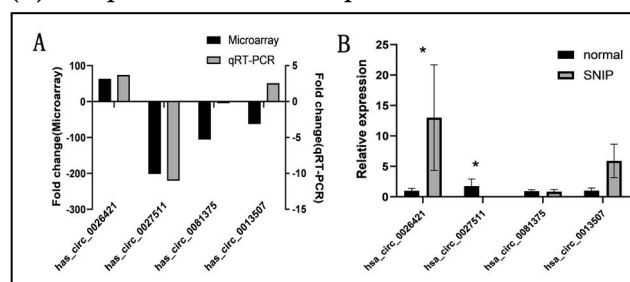 A
Microarray
qRT-PCR
Fold change(Microarray)
100
0
-100
-200
-300
5
0
-5
-10
-15
Fold change(qRT-PCR)
has_circ_0026421
has_circ_0027511
has_circ_0081375
has_circ_0013507
B
normal
SNIP
Relative expression
25
20
15
10
5
0
*
*
hsa_circ_0026421
hsa_circ_0027511
hsa_circ_0081375
hsa_circ_0013507